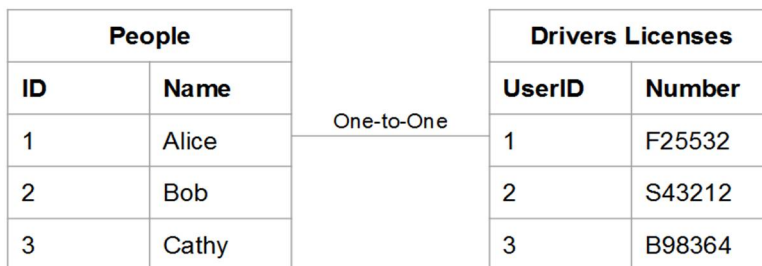 People
ID Name
1 Alice
2 Bob
3 Cathy
One-to-One
Drivers Licenses
UserID Number
1 F25532
2 S43212
3 B98364